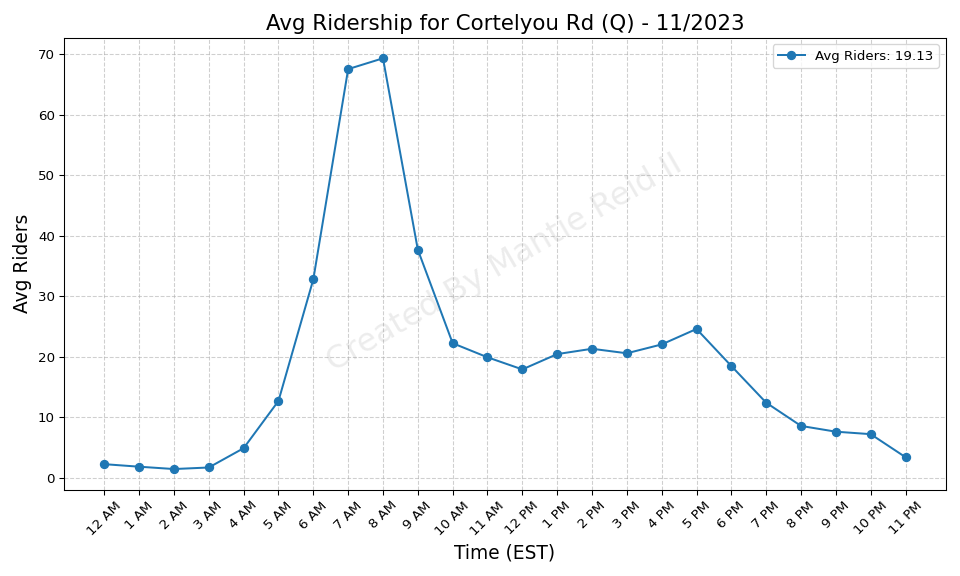 Avg Ridership for Cortelyou Rd (Q) - 11/2023
Avg Riders: 19.13
70
60
50
40
30
20
10
0
Avg Riders
Created By Mantie Reid II
12 AM
1 AM
2 AM
3 AM
4 AM
5 AM
6 AM
7 AM
8 AM
9 AM
10 AM
11 AM
12 PM
1 PM
2 PM
3 PM
4 PM
5 PM
6 PM
7 PM
8 PM
9 PM
10 PM
11 PM
Time (EST)